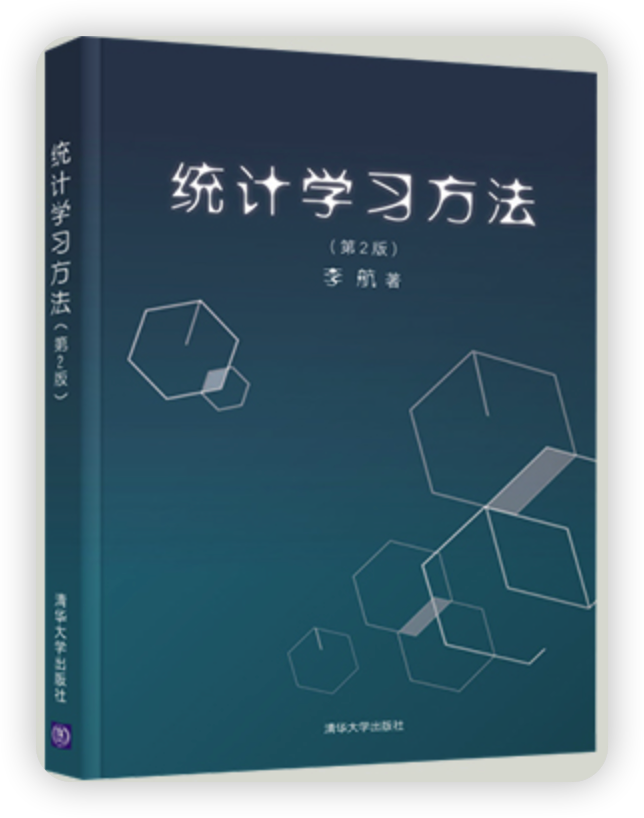 统计学习方法
（第2版）
李航 著
清华大学出版社
统计学习方法（第2版）
清华大学出版社